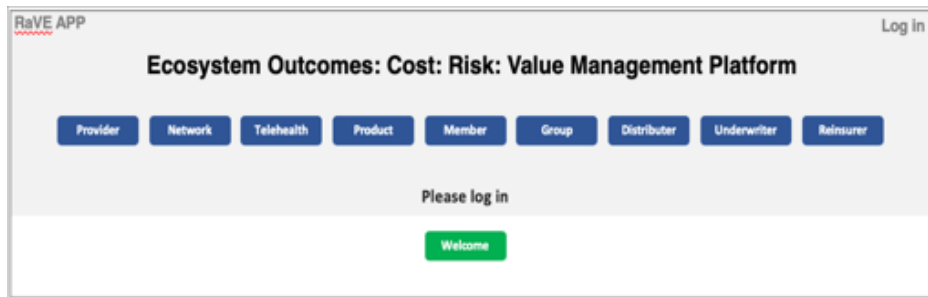 RaVE APP
Log in
Ecosystem Outcomes: Cost: Risk: Value Management Platform
Provider Network Telehealth Product Member Group Distributer Underwriter Reinsurer
Please log in
Welcome